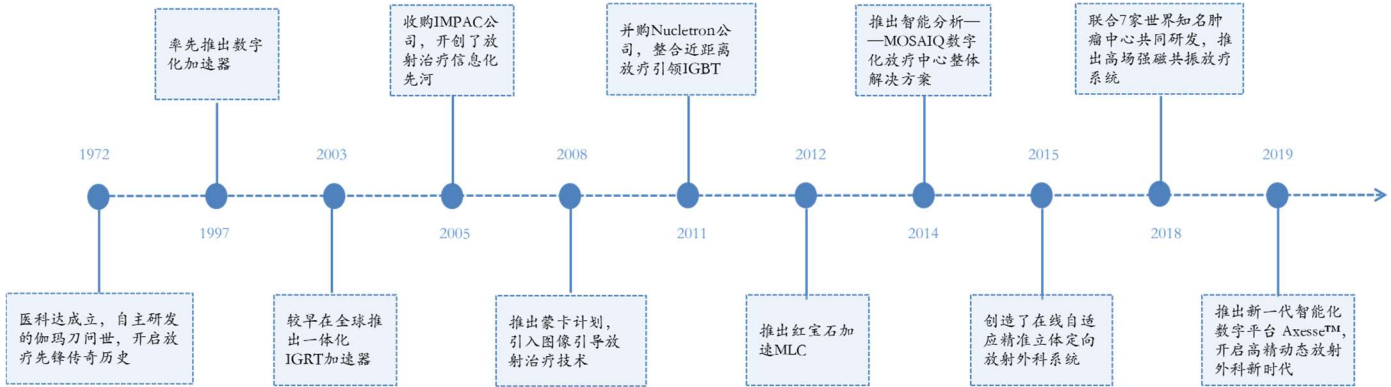 率先推出数字
化加速器
收购IMPAC公
司，开创了放
射治疗信息化
先河
并购Nucletron公
司，整合近距离
放疗引领IGBT
推出智能分析—
—MOSAIQ数字
化放疗中心整体
解决方案
联合7家世界知名肿
瘤中心共同研发，推
出高场强磁共振放疗
系统
1972
2003
2008
2012
2015
2019
1997
2005
2011
2014
2018
医科达成立，自主研发
的伽玛刀问世，开启放
疗先锋传奇历史
较早在全球推
出一体化
IGRT加速器
推出蒙卡计划，
引入图像引导放
射治疗技术
推出红宝石加
速MLC
创造了在线自适
应精准立体定向
放射外科系统
推出新一代智能化
数字平台 Axesse™，
开启高精动态放射
外科新时代